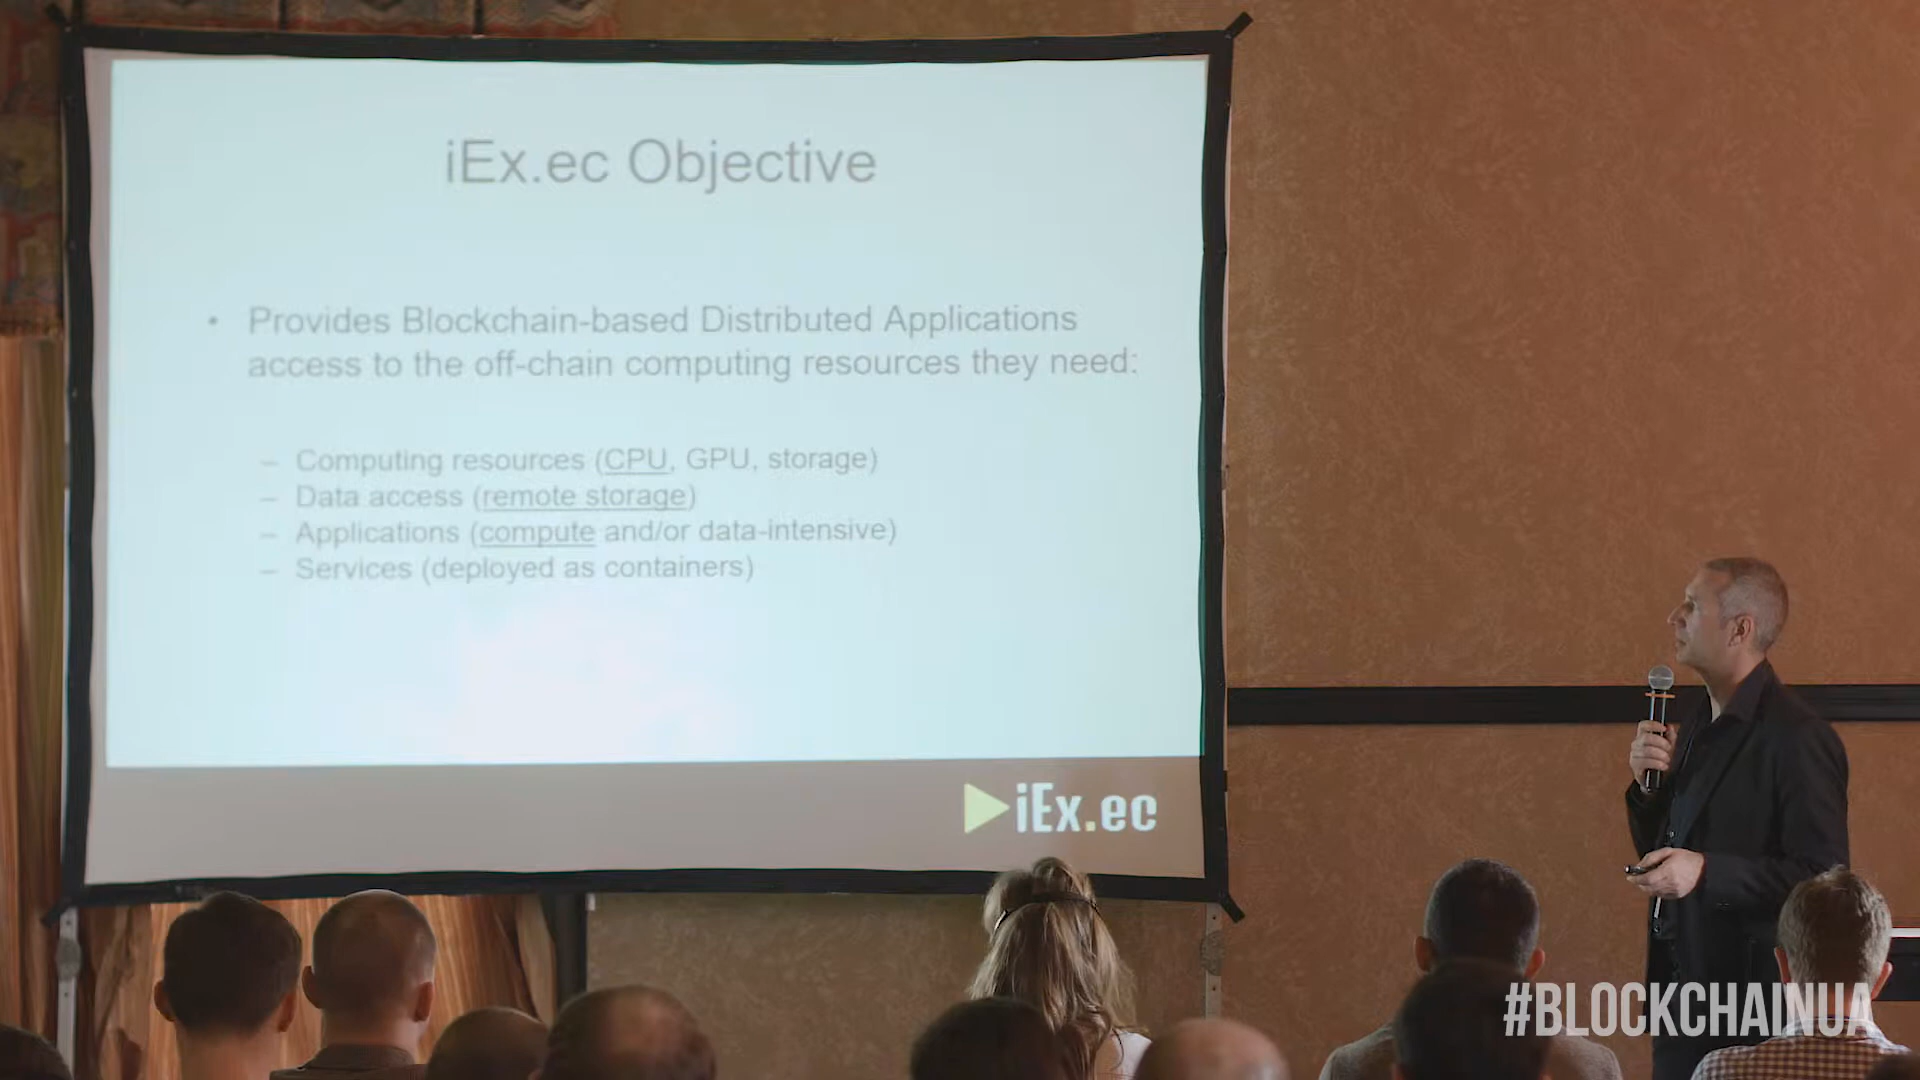 iEx.ec Objective
• Provides Blockchain-based Distributed Applications
access to the off-chain computing resources they need:
– Computing resources (CPU, GPU, storage)
– Data access (remote storage)
– Applications (compute and/or data-intensive)
– Services (deployed as containers)
iEx.ec
#BLOCKCHAINUA